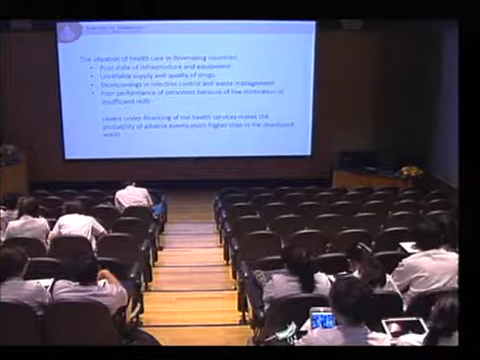 The situation of health care in developing countries:
• Poor state of infrastructure and equipment
• Unreliable supply and quality of drugs
• Shortcomings in infection control and waste management
• Poor performance of personnel because of low motivation or
insufficient skills
severe under-financing of the health services makes the
probability of adverse events much higher than in the developed
world